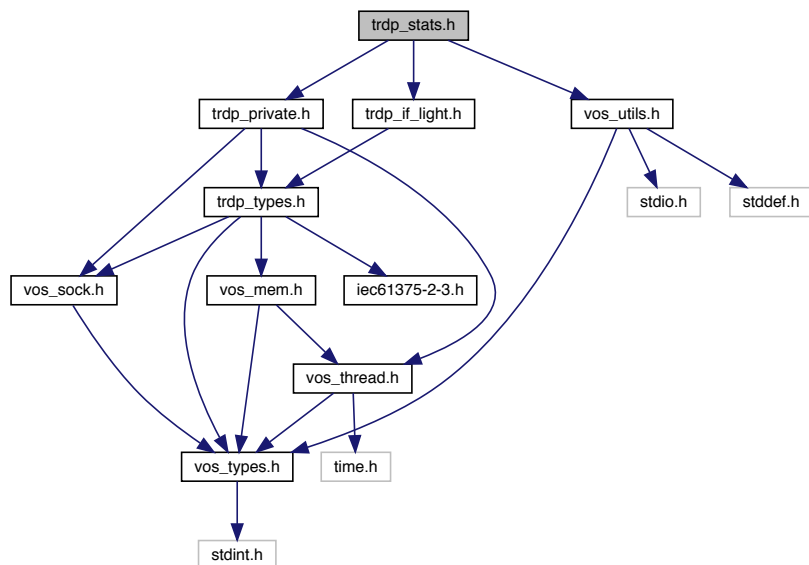 trdp_stats.h
trdp_private.h
trdp_if_light.h
vos_utils.h
trdp_types.h
stdio.h
stddef.h
vos_sock.h
vos_mem.h
iec61375-2-3.h
vos_thread.h
vos_types.h
time.h
stdint.h